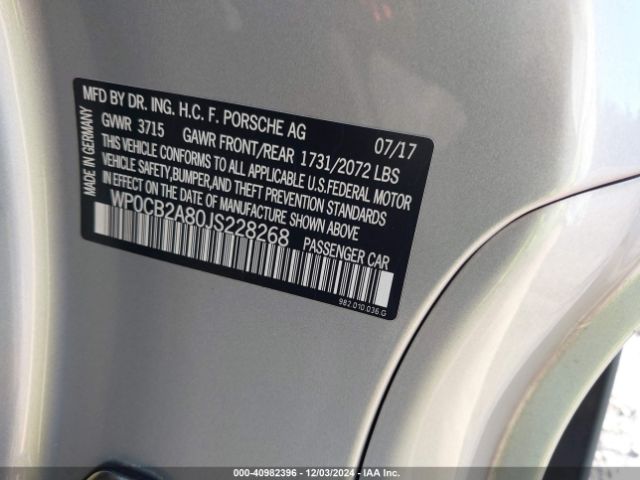 MFD BY DR. ING. H.C. F. PORSCHE AG 07/17
GVWR 3715 GAWR FRONT/REAR 1731/2072 LBS
THIS VEHICLE CONFORMS TO ALL APPLICABLE U.S.FEDERAL MOTOR
VEHICLE SAFETY,BUMPER,AND THEFT PREVENTION STANDARDS
IN EFFECT ON THE DATE OF MANUFACTURE SHOWN ABOVE
WP0CB2A80JS228268 PASSENGER CAR
MADE IN GERMANY
982.010.036.G
000-40982396 - 12/03/2024 - IAA Inc.